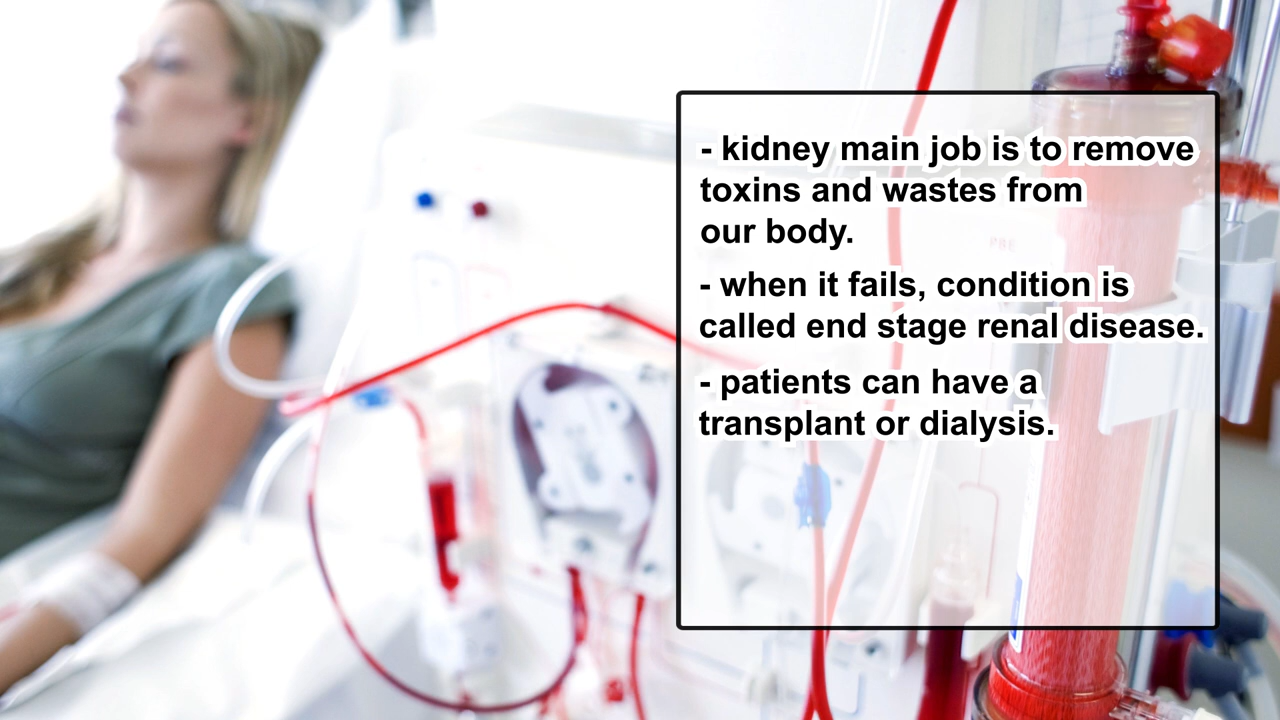 - kidney main job is to remove
toxins and wastes from
our body.
- when it fails, condition is
called end stage renal disease.
- patients can have a
transplant or dialysis.